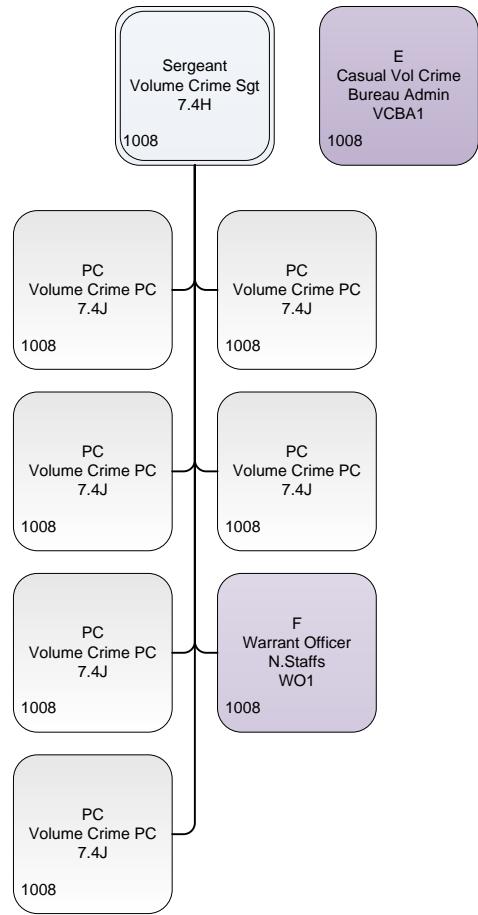 Sergeant
Volume Crime Sgt
7.4H
1008
E
Casual Vol Crime
Bureau Admin
VCBA1
1008
PC
Volume Crime PC
7.4J
1008
PC
Volume Crime PC
7.4J
1008
PC
Volume Crime PC
7.4J
1008
PC
Volume Crime PC
7.4J
1008
PC
Volume Crime PC
7.4J
1008
F
Warrant Officer
N.Staffs
WO1
1008
PC
Volume Crime PC
7.4J
1008